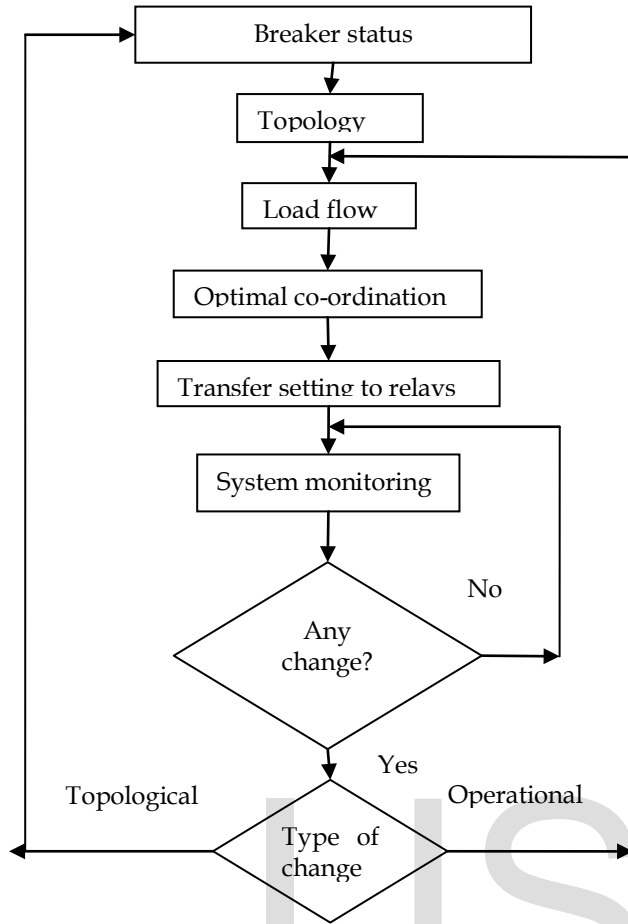 Breaker status
Topology
Load flow
Optimal co-ordination
Transfer setting to relays
System monitoring
No
Any
change?
Yes
Topological
Operational
Type of
change